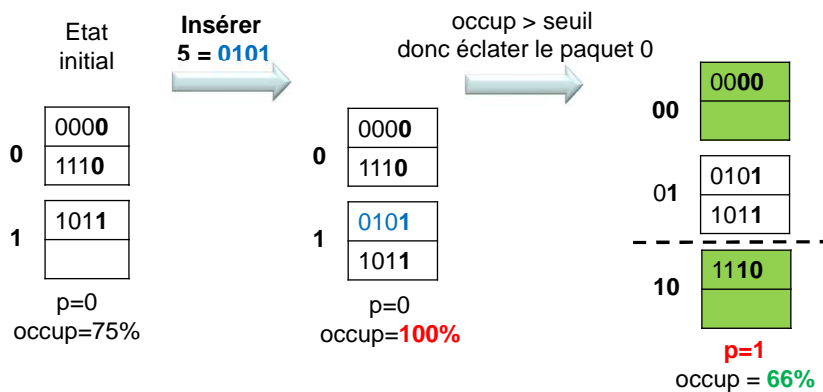 Etat
initial
Insérer
5 = 0101
occup > seuil
donc éclater le paquet 0
0
0000
1110
1
1011
p=0
occup=75%
0
0000
1110
1
0101
1011
p=0
occup=100%
00
0000
01
0101
1011
10
1110
p=1
occup = 66%